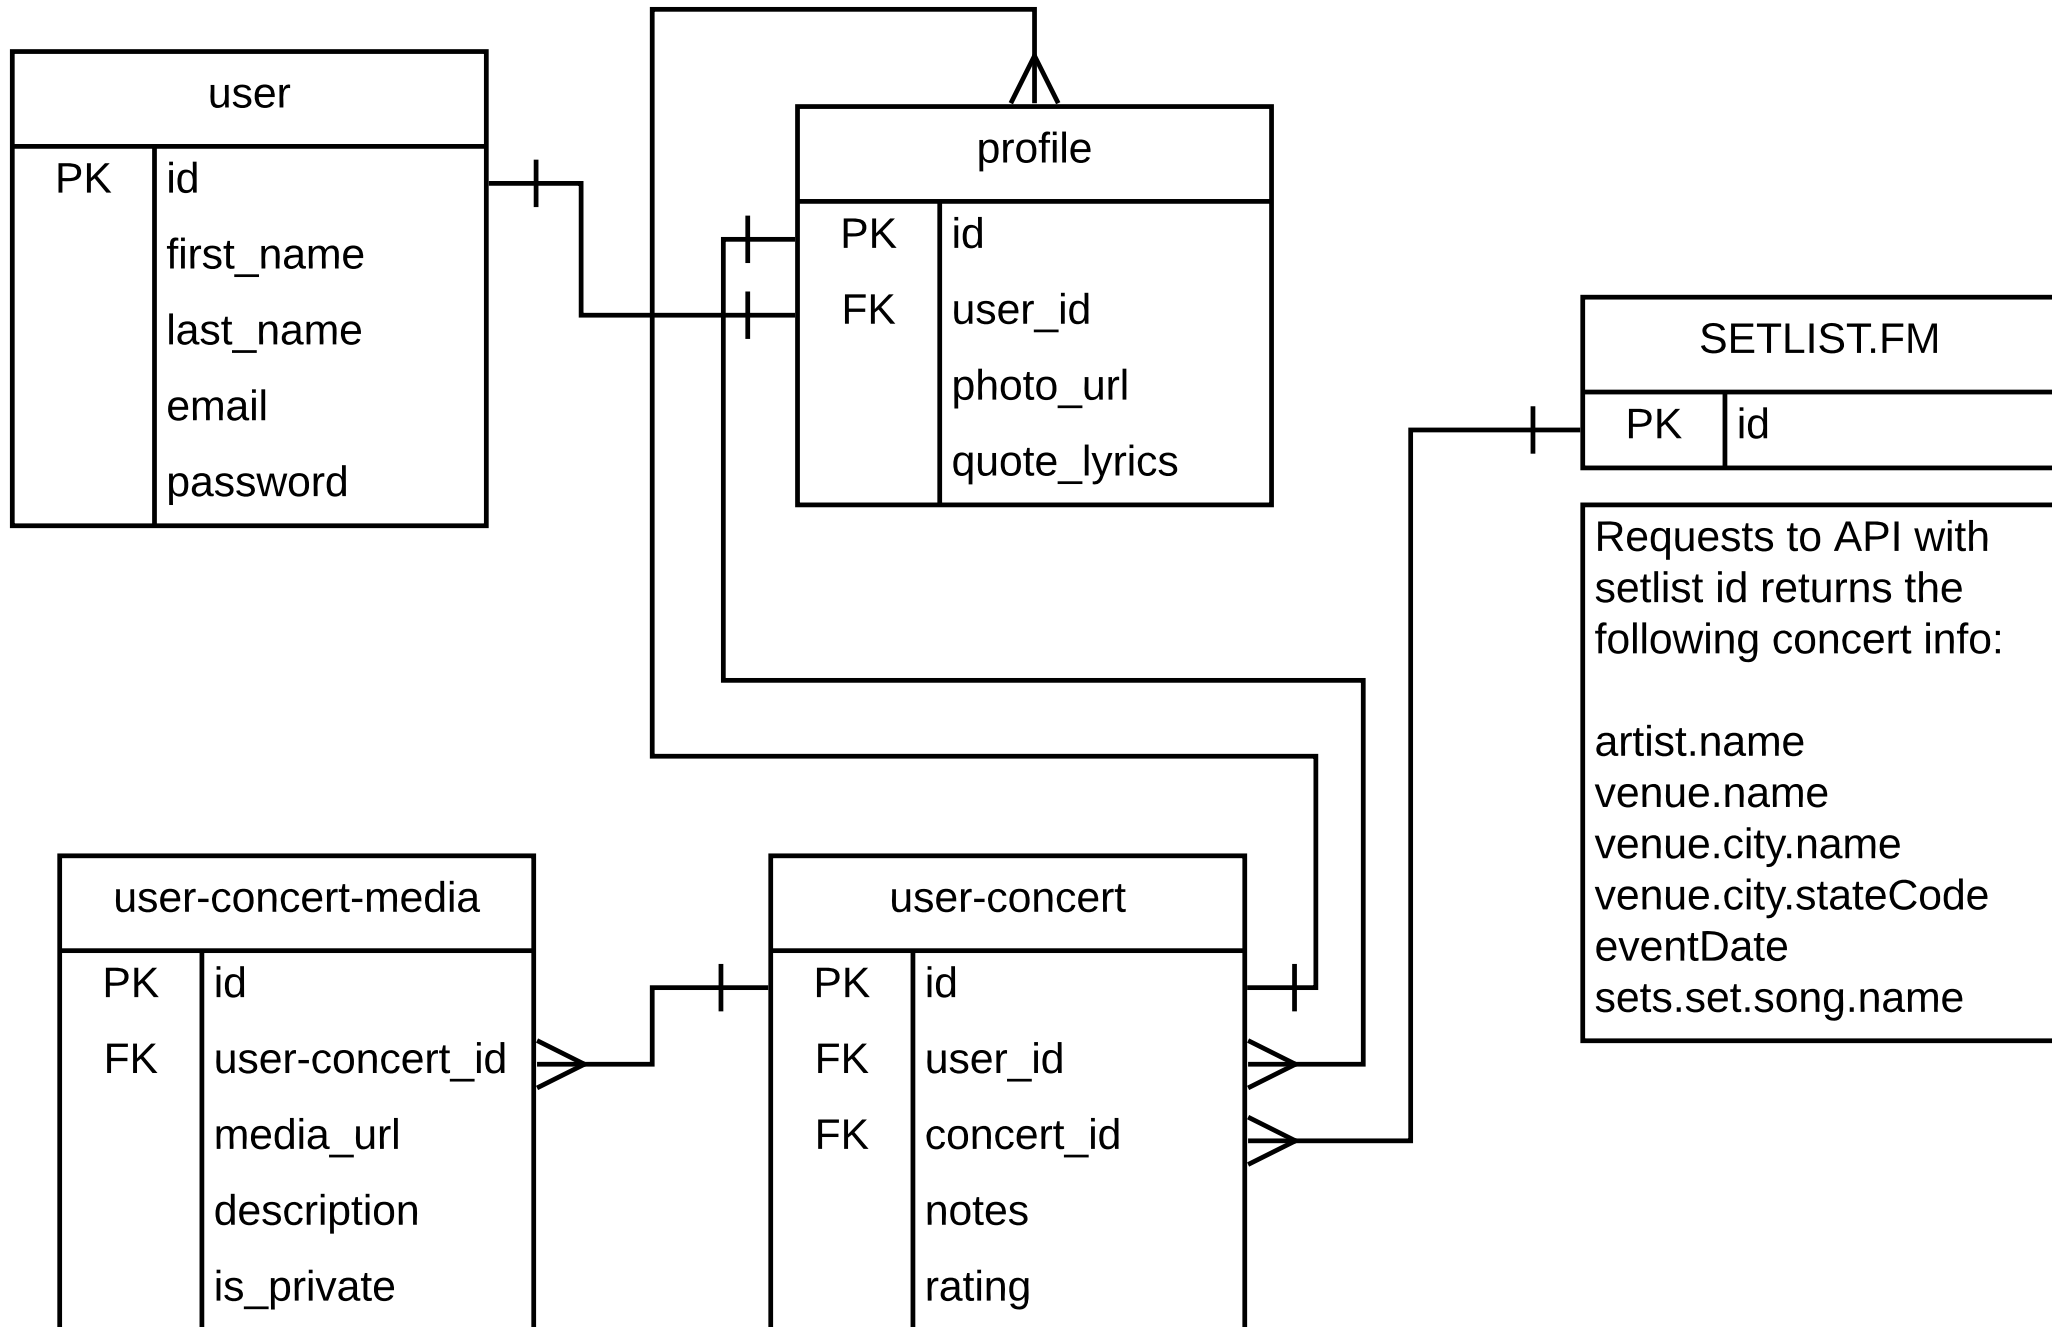 user
PK id
first_name
last_name
email
password
profile
PK id
FK user_id
photo_url
quote_lyrics
SETLIST.FM
PK id
Requests to API with
setlist id returns the
following concert info:
artist.name
venue.name
venue.city.name
venue.city.stateCode
eventDate
sets.set.song.name
user-concert-media
PK id
FK user-concert_id
media_url
description
is_private
user-concert
PK id
FK user_id
FK concert_id
notes
rating